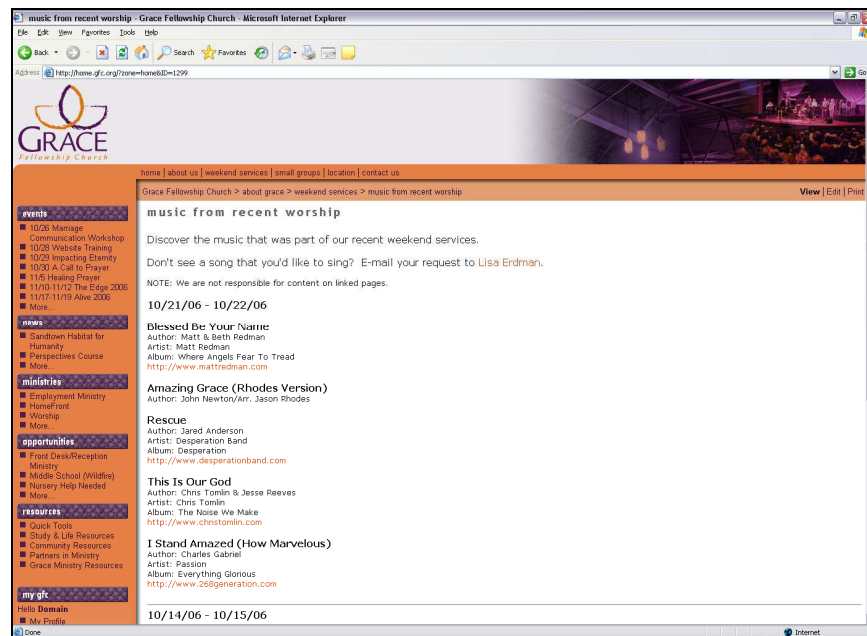 music from recent worship - Grace Fellowship Church - Microsoft Internet Explorer
File Edit View Favorites Tools Help
Back Search Favorites
Address http://home.gfc.org/?zone=home&ID=1299 Go
GRACE
Fellowship Church
home | about us | weekend services | small groups | location | contact us
Grace Fellowship Church > about grace > weekend services > music from recent worship View | Edit | Print
events
10/26 Marriage
Communication Workshop
10/28 Website Training
10/29 Impacting Eternity
10/30 A Call to Prayer
11/5 Healing Prayer
11/10-11/12 The Edge 2006
11/17-11/19 Alive 2006
More...
news
Sandtown Habitat for
Humanity
Perspectives Course
More...
ministries
Employment Ministry
HomeFront
Worship
More...
opportunities
Front Desk/Reception
Ministry
Middle School (Wildfire)
Nursery Help Needed
More...
resources
Quick Tools
Study & Life Resources
Community Resources
Partners in Ministry
Grace Ministry Resources
my gfc
Hello Domain
My Profile
music from recent worship
Discover the music that was part of our recent weekend services.
Don't see a song that you'd like to sing? E-mail your request to Lisa Erdman.
NOTE: We are not responsible for content on linked pages.
10/21/06 - 10/22/06
Blessed Be Your Name
Author: Matt & Beth Redman
Artist: Matt Redman
Album: Where Angels Fear To Tread
http://www.mattredman.com
Amazing Grace (Rhodes Version)
Author: John Newton/Arr. Jason Rhodes
Rescue
Author: Jared Anderson
Artist: Desperation Band
Album: Desperation
http://www.desperationband.com
This Is Our God
Author: Chris Tomlin & Jesse Reeves
Artist: Chris Tomlin
Album: The Noise We Make
http://www.christomlin.com
I Stand Amazed (How Marvelous)
Author: Charles Gabriel
Artist: Passion
Album: Everything Glorious
http://www.268generation.com
10/14/06 - 10/15/06
Done Internet